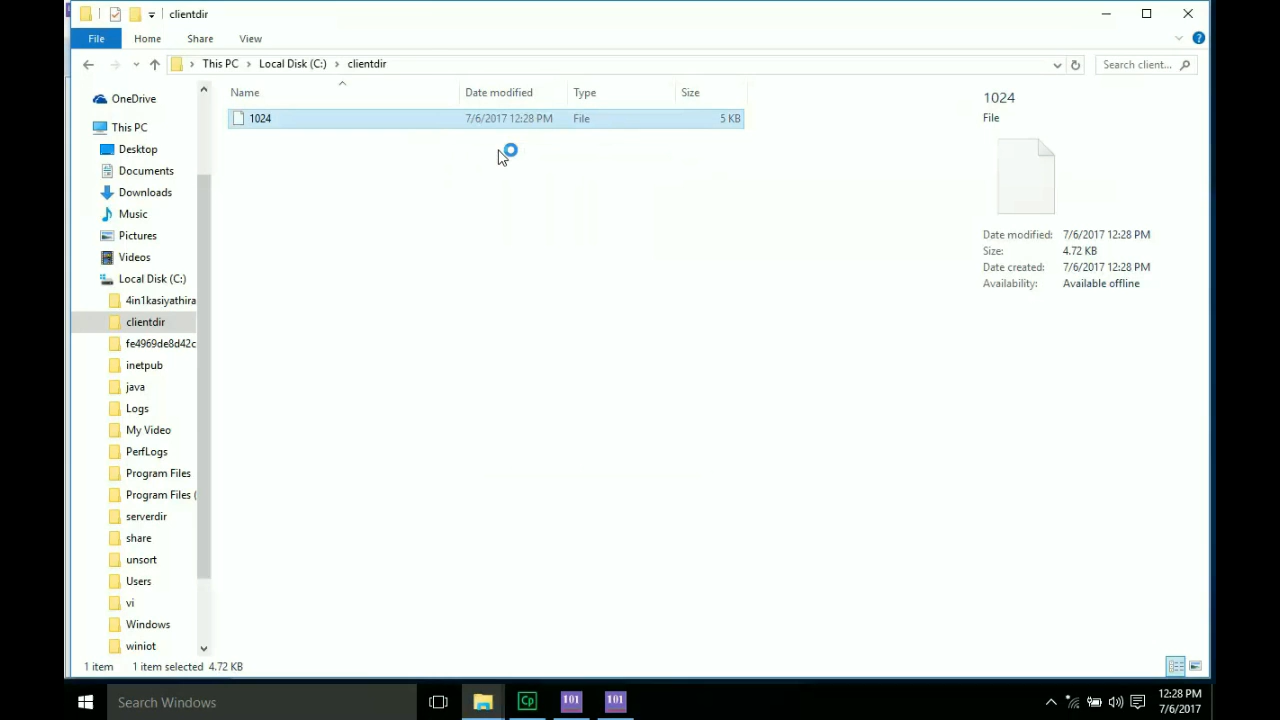 clientdir
File Home Share View
This PC Local Disk (C:) clientdir
Search client...
Name Date modified Type Size
1024 7/6/2017 12:28 PM File 5 KB
OneDrive
This PC
Desktop
Documents
Downloads
Music
Pictures
Videos
Local Disk (C:)
4in1kasiyathira
clientdir
fe4969de8d42c
inetpub
java
Logs
My Video
PerfLogs
Program Files
Program Files (
serverdir
share
unsort
Users
vi
Windows
winiot
1024
File
Date modified: 7/6/2017 12:28 PM
Size: 4.72 KB
Date created: 7/6/2017 12:28 PM
Availability: Available offline
1 item 1 item selected 4.72 KB
Search Windows
Cp
101
101
12:28 PM
7/6/2017